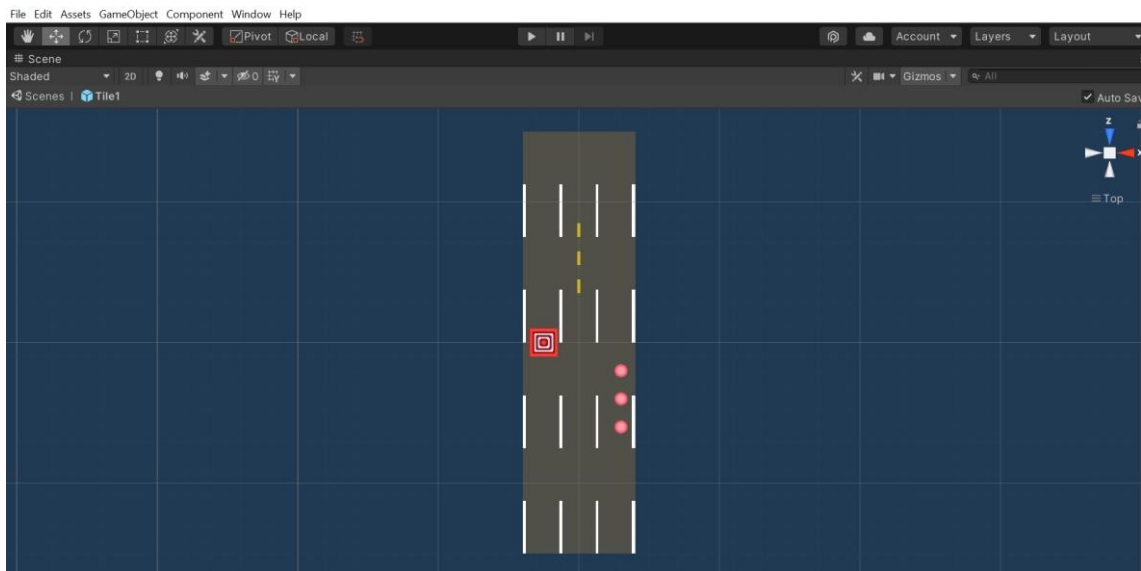 File Edit Assets GameObject Component Window Help
Pivot Local Account Layers Layout
# Scene
Shaded 2D 0 Gizmos All
Scenes | Tile1 Auto Sav
z
x
Top